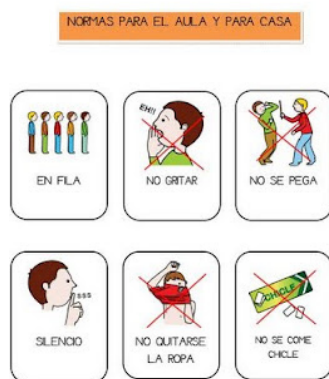 NORMAS PARA EL AULA Y PARA CASA
EH!!
EN FILA
NO GRITAR
NO SE PEGA
SSS
CHICLE
SILENCIO
NO QUITARSE
LA ROPA
NO SE COME
CHICLE